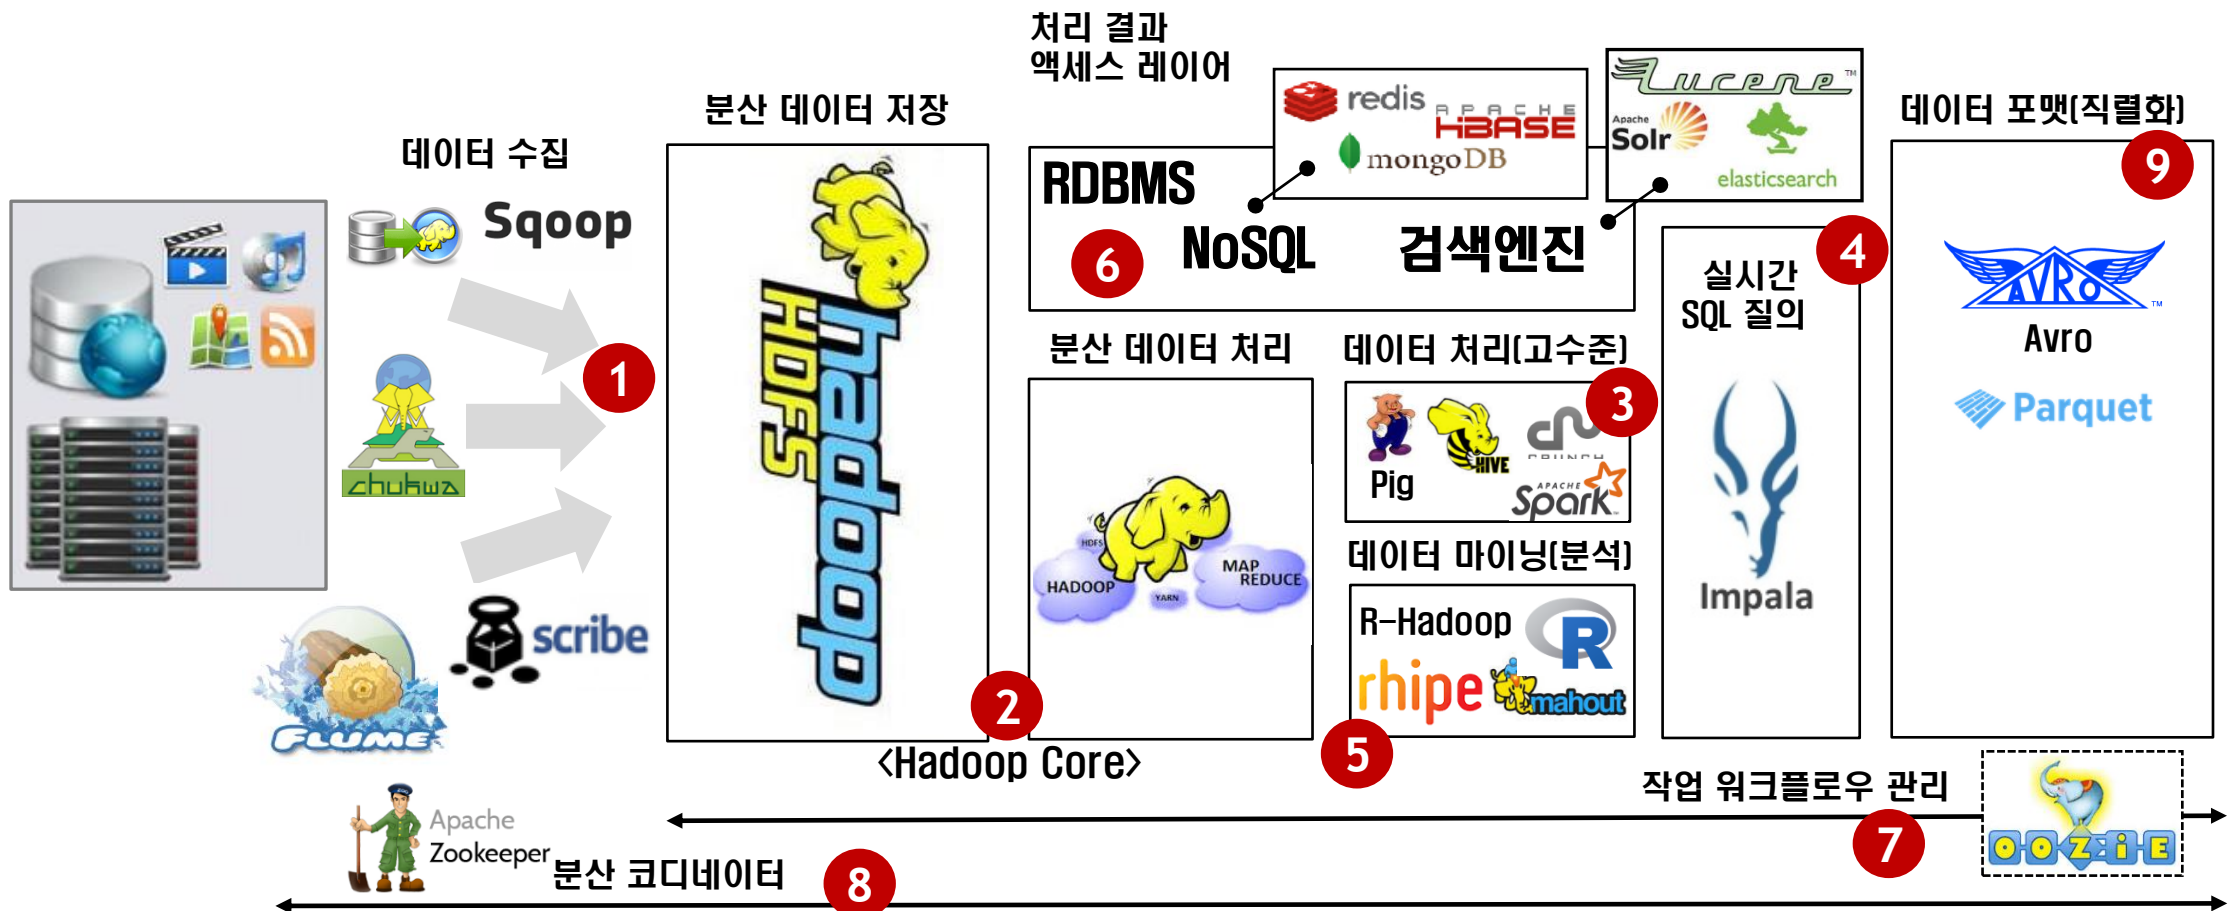 처리 결과
액세스 레이어
분산 데이터 저장
데이터 수집
데이터 포맷(직렬화)
redis
APACHE
HBASE
mongoDB
Lucene TM
Apache
Solr
elasticsearch
9
Sqoop
RDBMS
NoSQL
검색엔진
6
4
실시간
SQL 질의
AVRO TM
Avro
Parquet
hadoop
HDFS
1
chukwa
분산 데이터 처리
데이터 처리(고수준)
3
Pig
HIVE
CRUNCH
APACHE
Spark
HDFS
HADOOP
MAP
REDUCE
YARN
데이터 마이닝(분석)
R-Hadoop
R
rhipe
mahout
5
Impala
scribe
FLUME
2
<Hadoop Core>
작업 워크플로우 관리
7
OOZIE
Apache
Zookeeper
분산 코디네이터
8